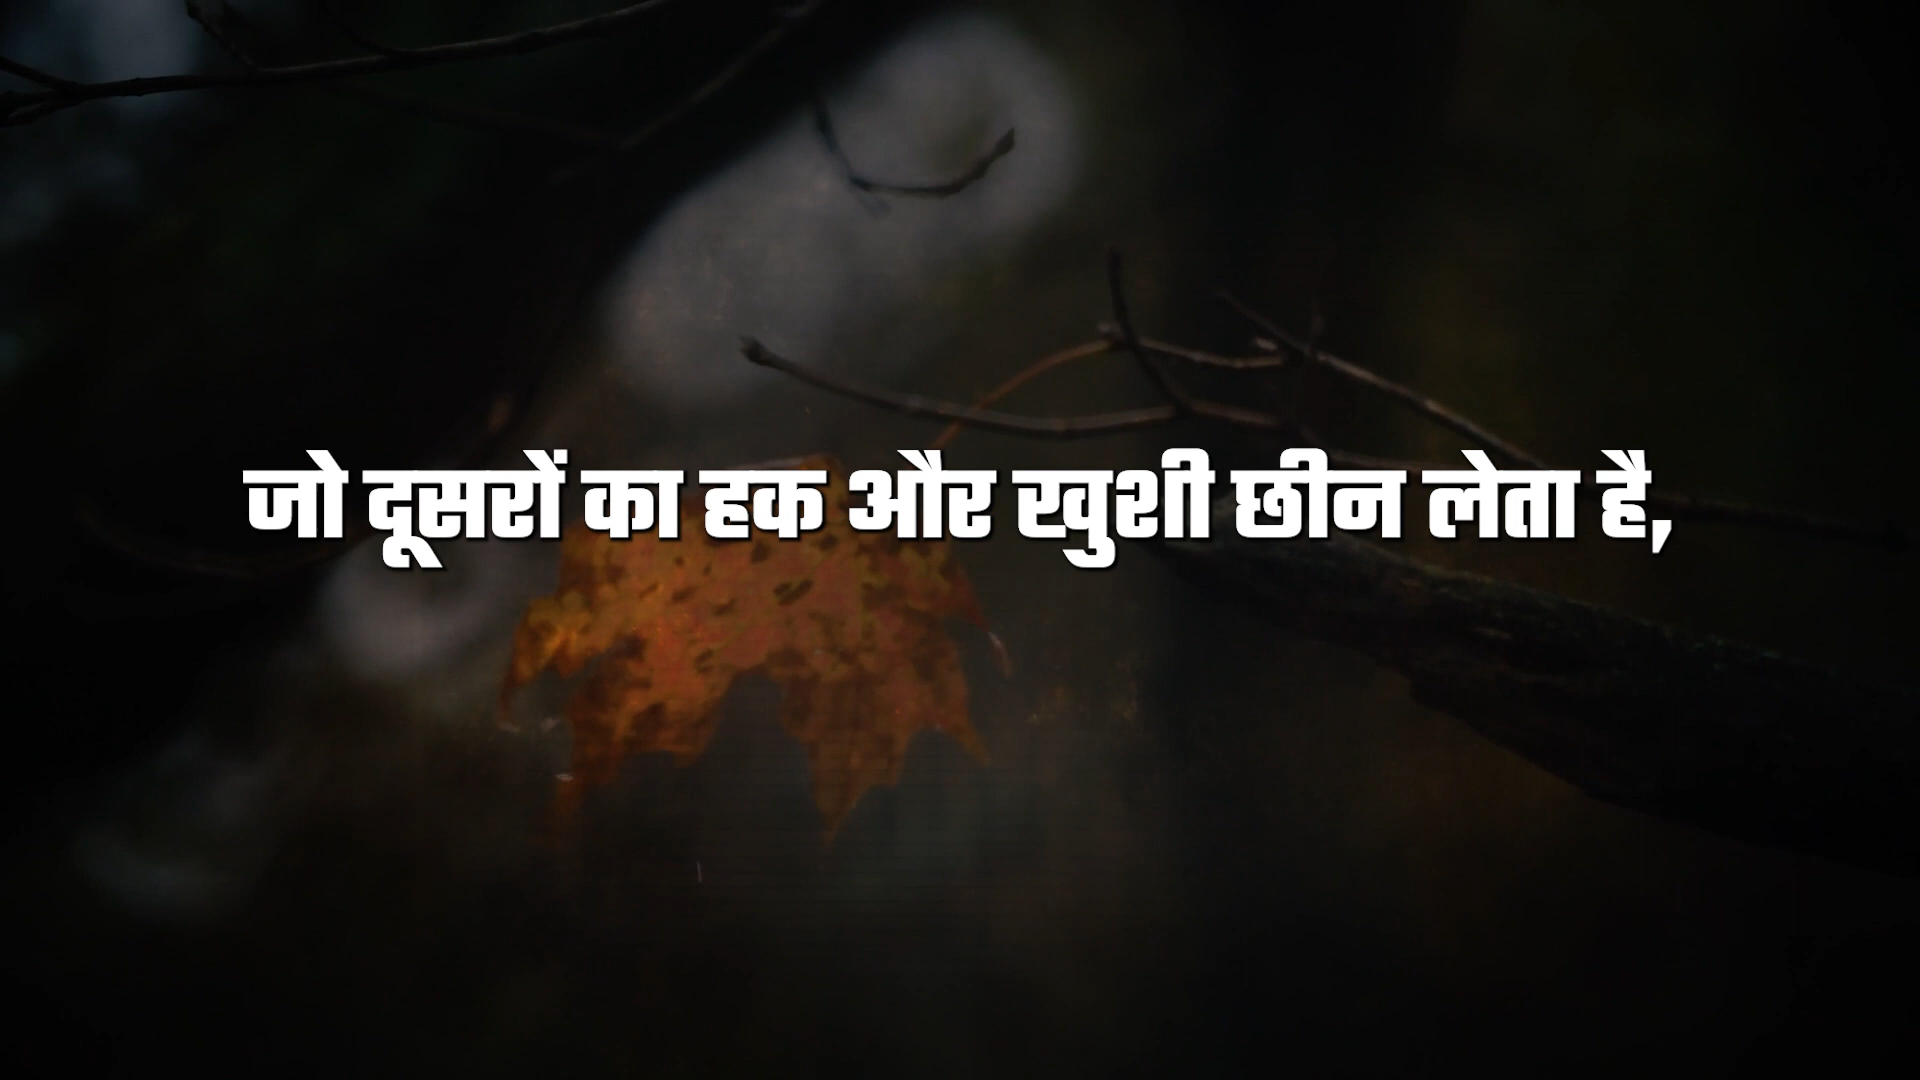 जो दूसरों का हक और खुशी छीन लेता है,